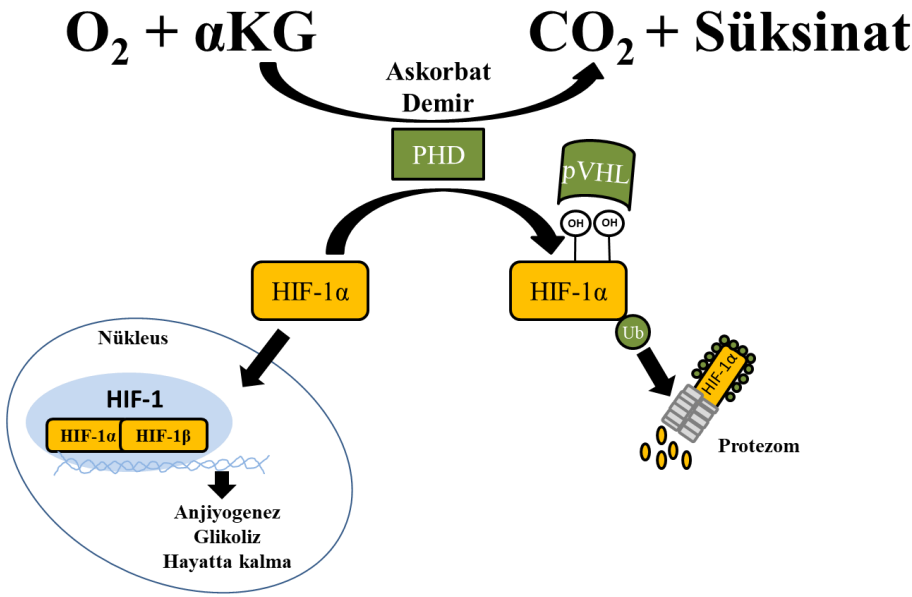 O₂ + αKG
CO₂ + Süksinat
Askorbat
Demir
PHD
pVHL
OH
OH
HIF-1α
HIF-1α
Ub
HIF-1α
Protezom
Nükleus
HIF-1
HIF-1α
HIF-1β
Anjiyogenez
Glikoliz
Hayatta kalma